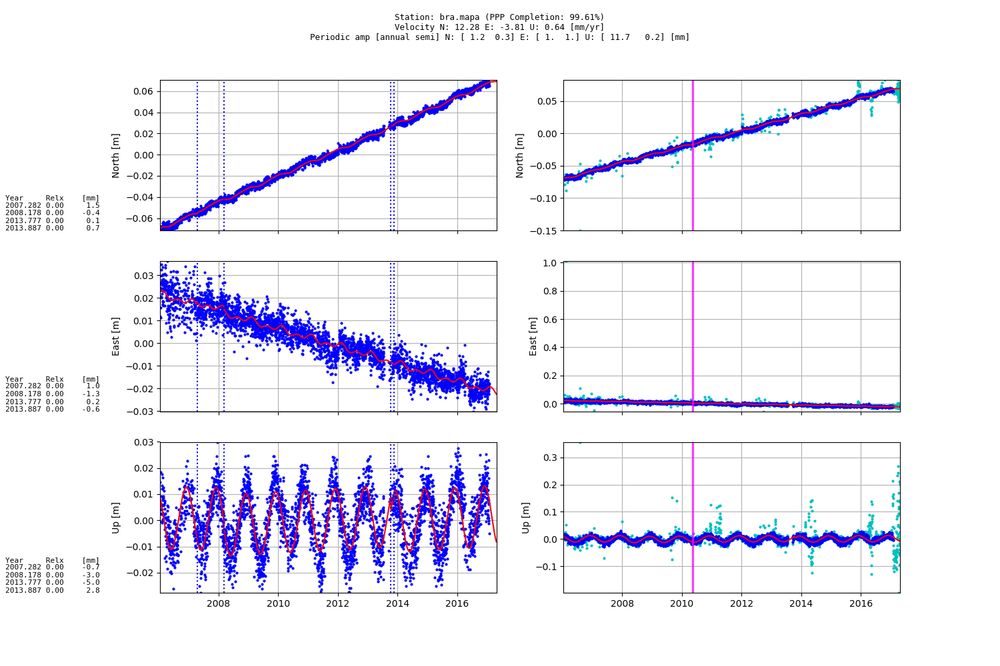 Station: bra.mapa (PPP Completion: 99.61%)
Velocity N: 12.28 E: -3.81 U: 0.64 [mm/yr]
Periodic amp [annual semi] N: [ 1.2  0.3] E: [ 1.  1.] U: [ 11.7   0.2] [mm]
0.06
0.04
0.02
0.00
−0.02
−0.04
−0.06
North [m]
Year     Relx    [mm]
2007.282 0.00     1.5
2008.178 0.00    -0.4
2013.777 0.00     0.1
2013.887 0.00     0.7
0.05
0.00
−0.05
−0.10
−0.15
North [m]
0.03
0.02
0.01
0.00
−0.01
−0.02
−0.03
East [m]
Year     Relx    [mm]
2007.282 0.00     1.0
2008.178 0.00    -1.3
2013.777 0.00     0.2
2013.887 0.00    -0.6
1.0
0.8
0.6
0.4
0.2
0.0
East [m]
0.03
0.02
0.01
0.00
−0.01
−0.02
Up [m]
Year     Relx    [mm]
2007.282 0.00    -0.7
2008.178 0.00    -3.0
2013.777 0.00    -5.0
2013.887 0.00     2.8
2008 2010 2012 2014 2016
0.3
0.2
0.1
0.0
−0.1
Up [m]
2008 2010 2012 2014 2016